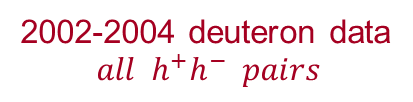 2002-2004 deuteron data
all h⁺h⁻ pairs